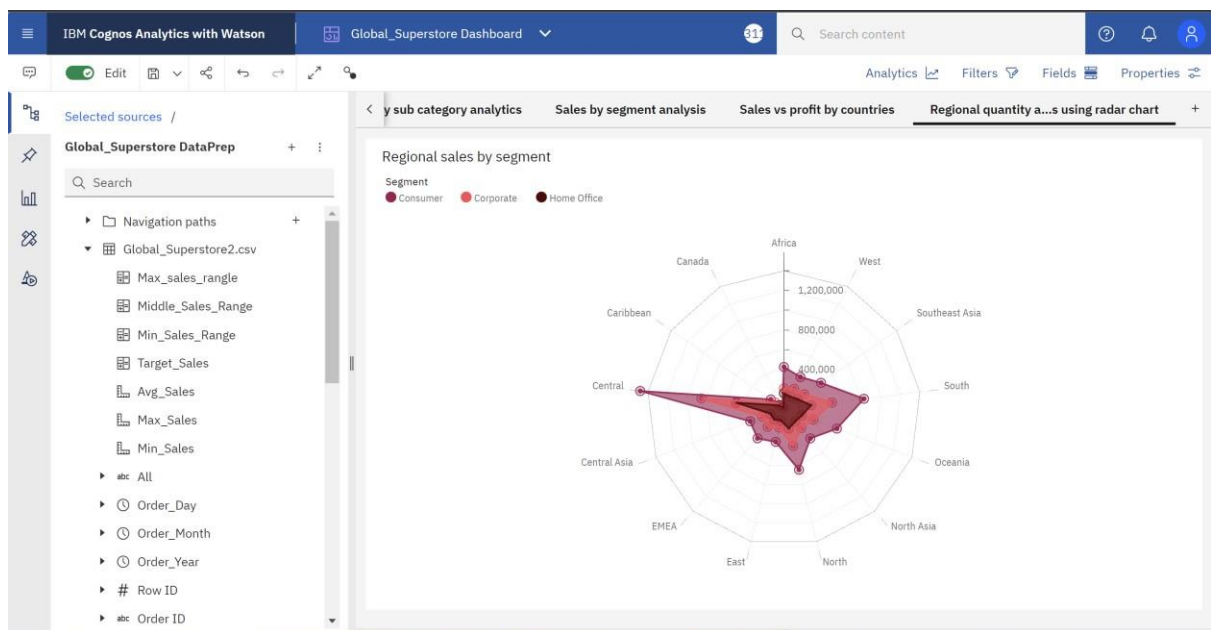 IBM Cognos Analytics with Watson
Global_Superstore Dashboard
Search content
Edit
Analytics
Filters
Fields
Properties
Selected sources /
Global_Superstore DataPrep
Search
Navigation paths
Global_Superstore2.csv
Max_sales_rangle
Middle_Sales_Range
Min_Sales_Range
Target_Sales
Avg_Sales
Max_Sales
Min_Sales
abc All
Order_Day
Order_Month
Order_Year
# Row ID
abc Order ID
y sub category analytics
Sales by segment analysis
Sales vs profit by countries
Regional quantity a...s using radar chart
Regional sales by segment
Segment
Consumer
Corporate
Home Office
Africa
Canada
West
1,200,000
Caribbean
Southeast Asia
800,000
400,000
Central
South
Central Asia
Oceania
EMEA
North Asia
East
North